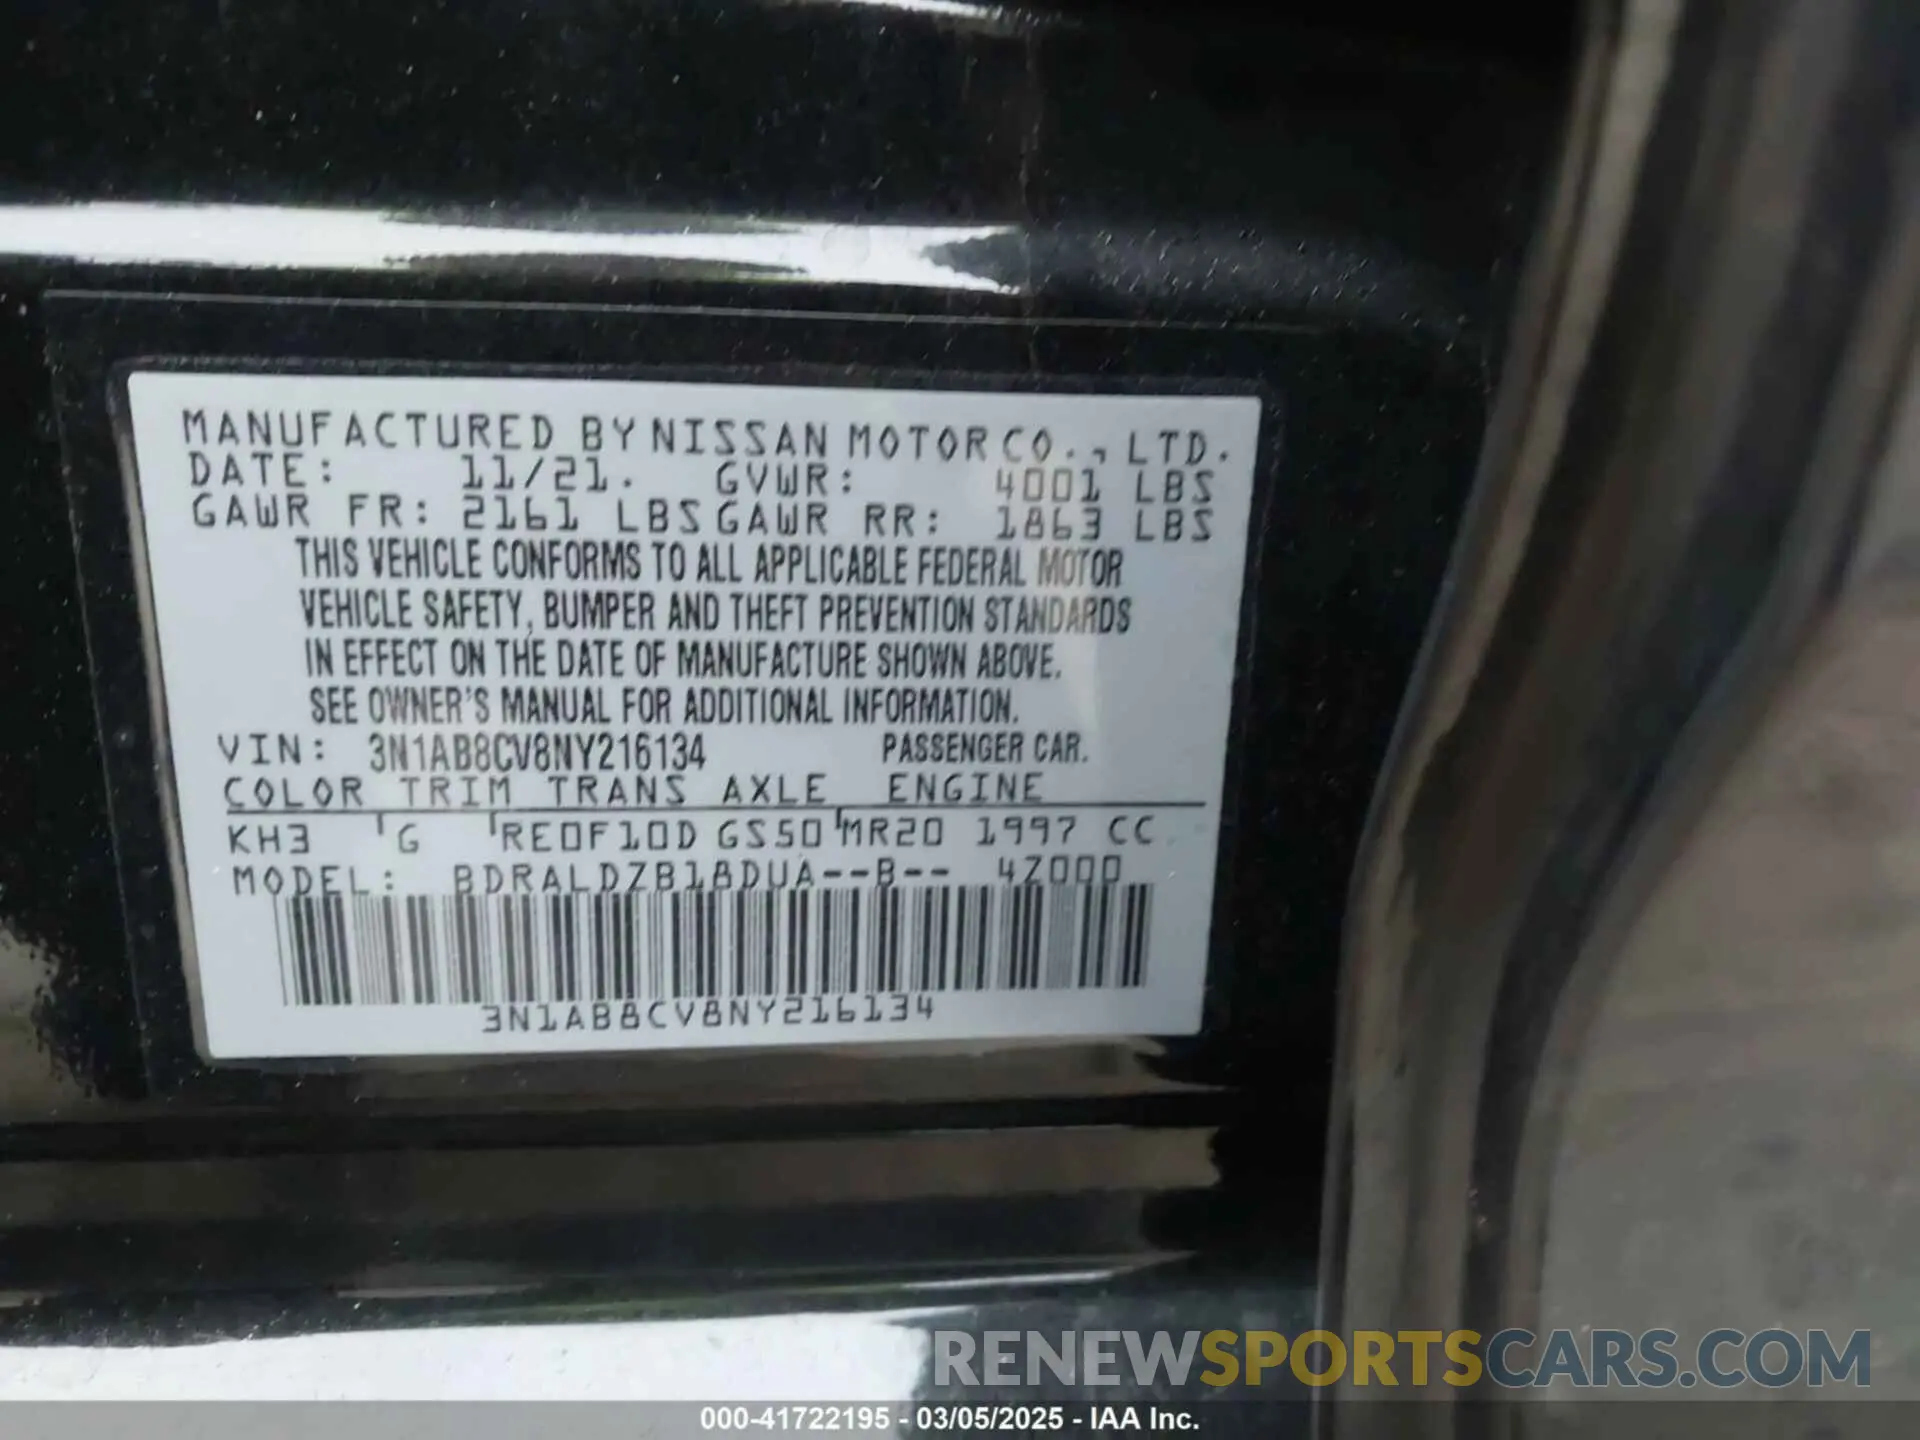 MANUFACTURED BY NISSAN MOTOR CO., LTD.
DATE: 11/21. GVWR: 4001 LBS
GAWR FR: 2161 LBS GAWR RR: 1863 LBS
THIS VEHICLE CONFORMS TO ALL APPLICABLE FEDERAL MOTOR
VEHICLE SAFETY, BUMPER AND THEFT PREVENTION STANDARDS
IN EFFECT ON THE DATE OF MANUFACTURE SHOWN ABOVE.
SEE OWNER'S MANUAL FOR ADDITIONAL INFORMATION.
VIN: 3N1AB8CV8NY216134 PASSENGER CAR.
COLOR TRIM TRANS AXLE ENGINE
KH3 G RE0F10D GS50 MR20 1997 CC
MODEL: BDRALDZB18DUA--B-- 4Z000
3N1AB8CV8NY216134
RENEWSPORTSCARS.COM
000-41722195 - 03/05/2025 - IAA Inc.